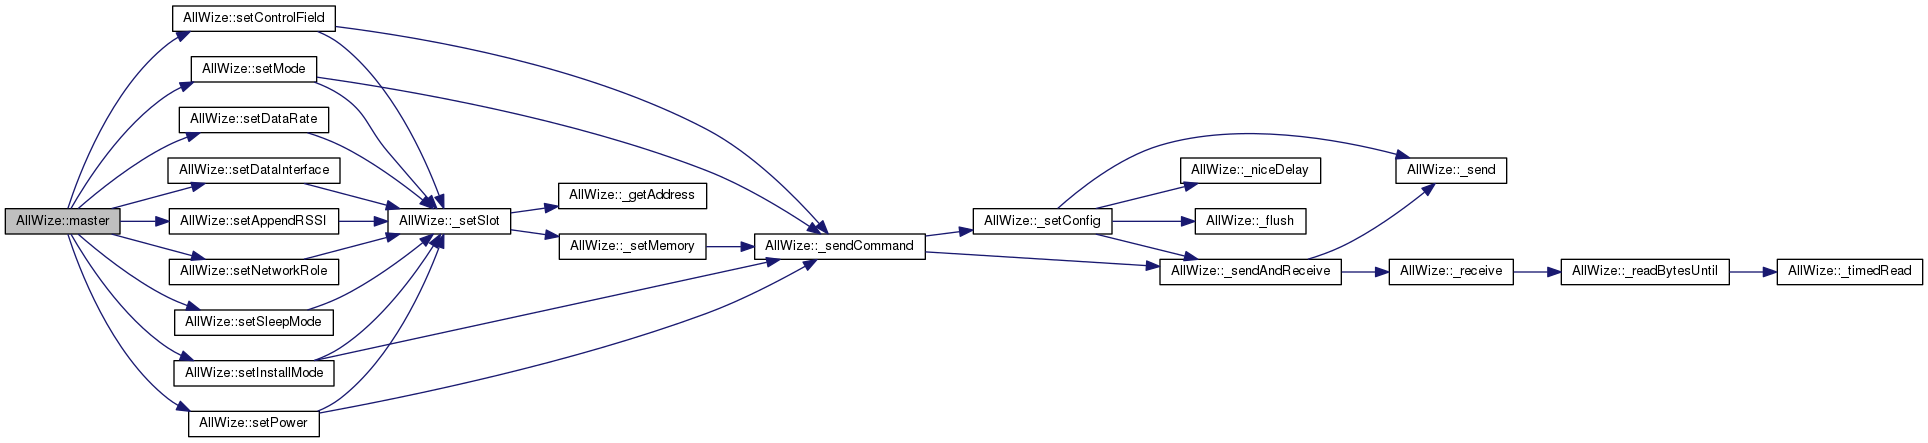 AllWize::master
AllWize::setControlField
AllWize::setMode
AllWize::setDataRate
AllWize::setDataInterface
AllWize::setAppendRSSI
AllWize::setNetworkRole
AllWize::setSleepMode
AllWize::setInstallMode
AllWize::setPower
AllWize::_setSlot
AllWize::_getAddress
AllWize::_setMemory
AllWize::_sendCommand
AllWize::_setConfig
AllWize::_niceDelay
AllWize::_flush
AllWize::_sendAndReceive
AllWize::_send
AllWize::_receive
AllWize::_readBytesUntil
AllWize::_timedRead